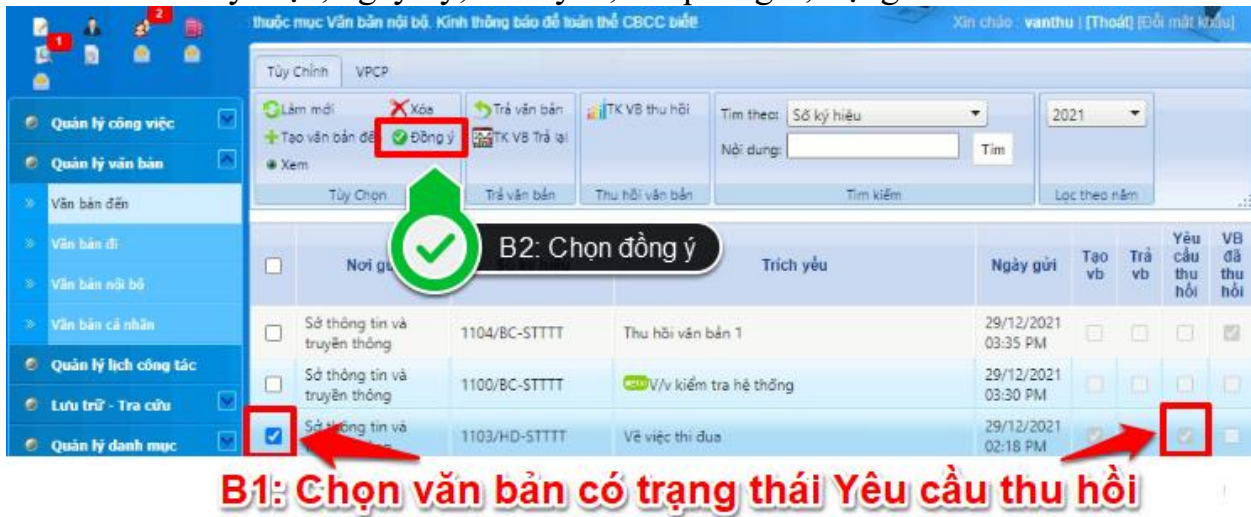 2
1
thuộc mục Văn bản nội bộ. Kính thông báo để toàn thể CBCC biết! Xin chào : vanthu | [Thoát] [Đổi mật khẩu]
Tùy Chỉnh VPCP
Làm mới Xóa Trả văn bản TK VB thu hồi Tìm theo: Số ký hiệu 2021
Tạo văn bản đế Đồng ý TK VB Trả lại
Xem Nội dung: Tìm
Tùy Chọn Trả văn bản Thu hồi văn bản Tìm kiếm Lọc theo năm
Quản lý công việc
Quản lý văn bản
Văn bản đến
Văn bản đi
Văn bản nội bộ
Văn bản cá nhân
Quản lý lịch công tác
Lưu trữ - Tra cứu
Quản lý danh mục
B2: Chọn đồng ý
Nơi gử Trích yếu Ngày gửi Tạo vb Trả vb Yêu cầu thu hồi VB đã thu hồi
Sở thông tin và truyền thông 1104/BC-STTTT Thu hồi văn bản 1 29/12/2021 03:35 PM
Sở thông tin và truyền thông 1100/BC-STTTT V/v kiểm tra hệ thống 29/12/2021 03:30 PM
Sở thông tin và 1103/HD-STTTT Về việc thi đua 29/12/2021 02:18 PM
B1: Chọn văn bản có trạng thái Yêu cầu thu hồi